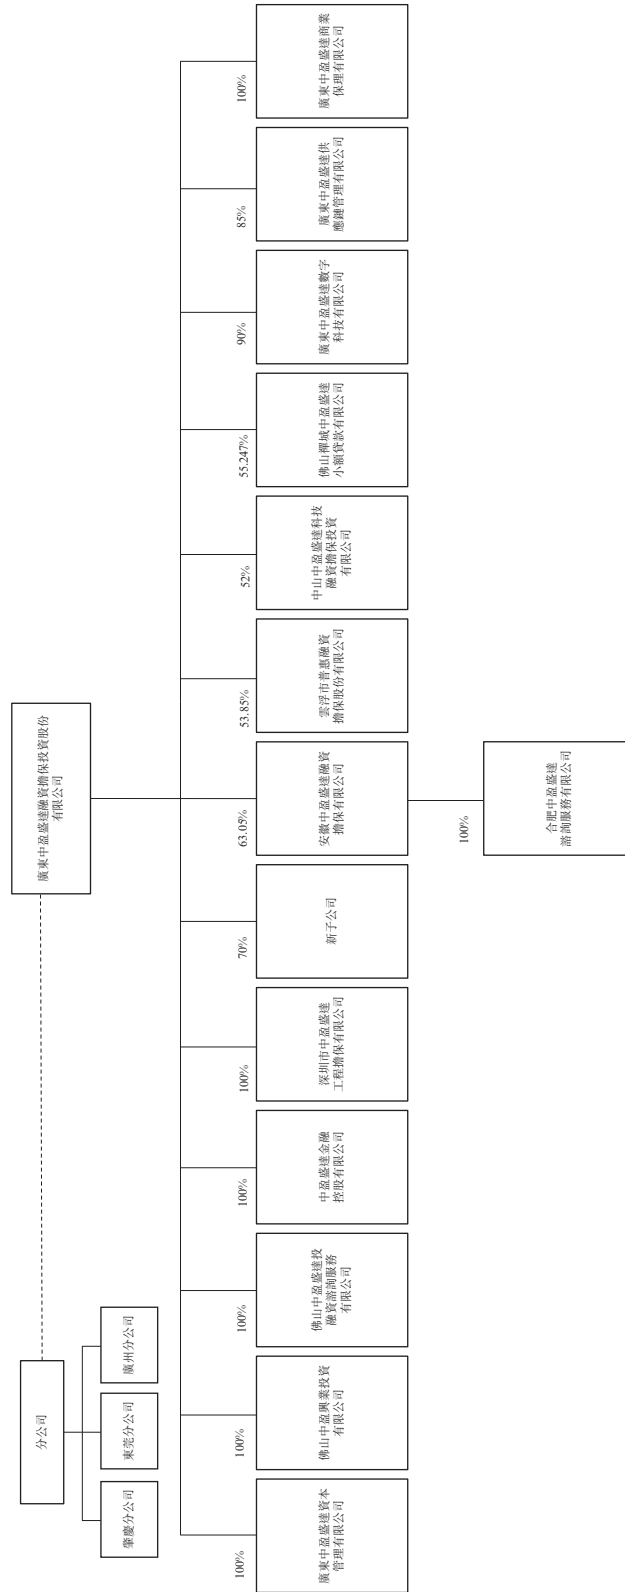 廣東中盈盛達融資擔保投資股份
有限公司
分公司
肇慶分公司
東莞分公司
廣州分公司
100%
廣東中盈盛達資本
管理有限公司
100%
佛山中盈興業投資
有限公司
100%
佛山中盈盛達投
融資諮詢服務
有限公司
100%
中盈盛達金融
控股有限公司
100%
深圳市中盈盛達
工程擔保有限公司
70%
新子公司
63.05%
安徽中盈盛達融資
擔保有限公司
53.85%
雲浮市普惠融資
擔保股份有限公司
52%
中山中盈盛達科技
融資擔保投資
有限公司
55.247%
佛山禪城中盈盛達
小額貸款有限公司
90%
廣東中盈盛達數字
科技有限公司
85%
廣東中盈盛達供
應鏈管理有限公司
100%
廣東中盈盛達商業
保理有限公司
100%
合肥中盈盛達
諮詢服務有限公司